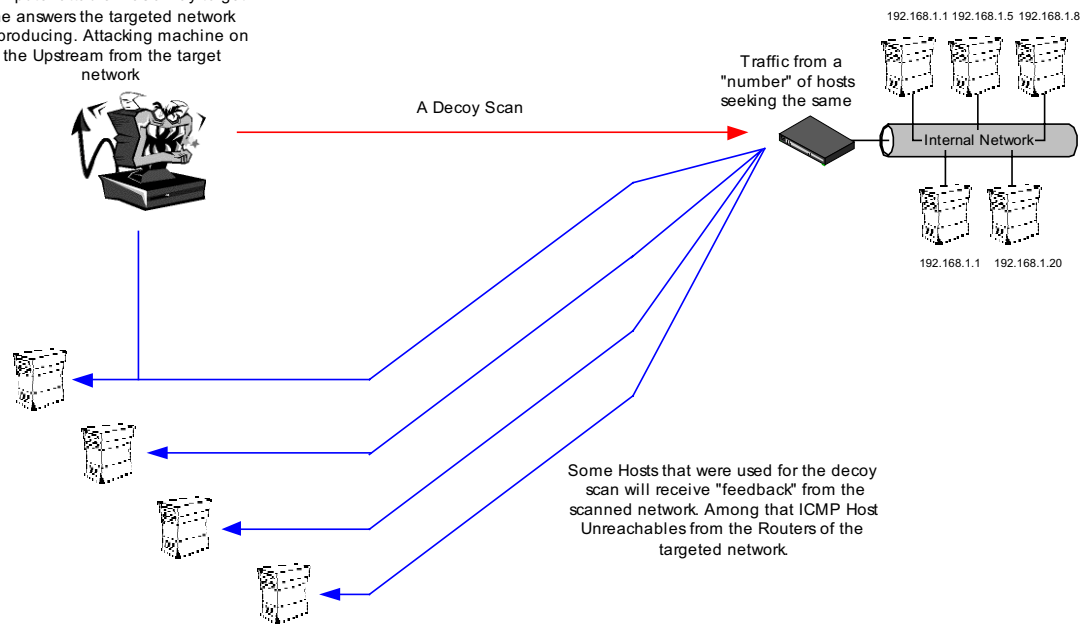 e answers the targeted network
producing. Attacking machine on
the Upstream from the target
network
A Decoy Scan
Traffic from a
"number" of hosts
seeking the same
192.168.1.1 192.168.1.5 192.168.1.8
Internal Network
192.168.1.1 192.168.1.20
Some Hosts that were used for the decoy
scan will receive "feedback" from the
scanned network. Among that ICMP Host
Unreachables from the Routers of the
targeted network.